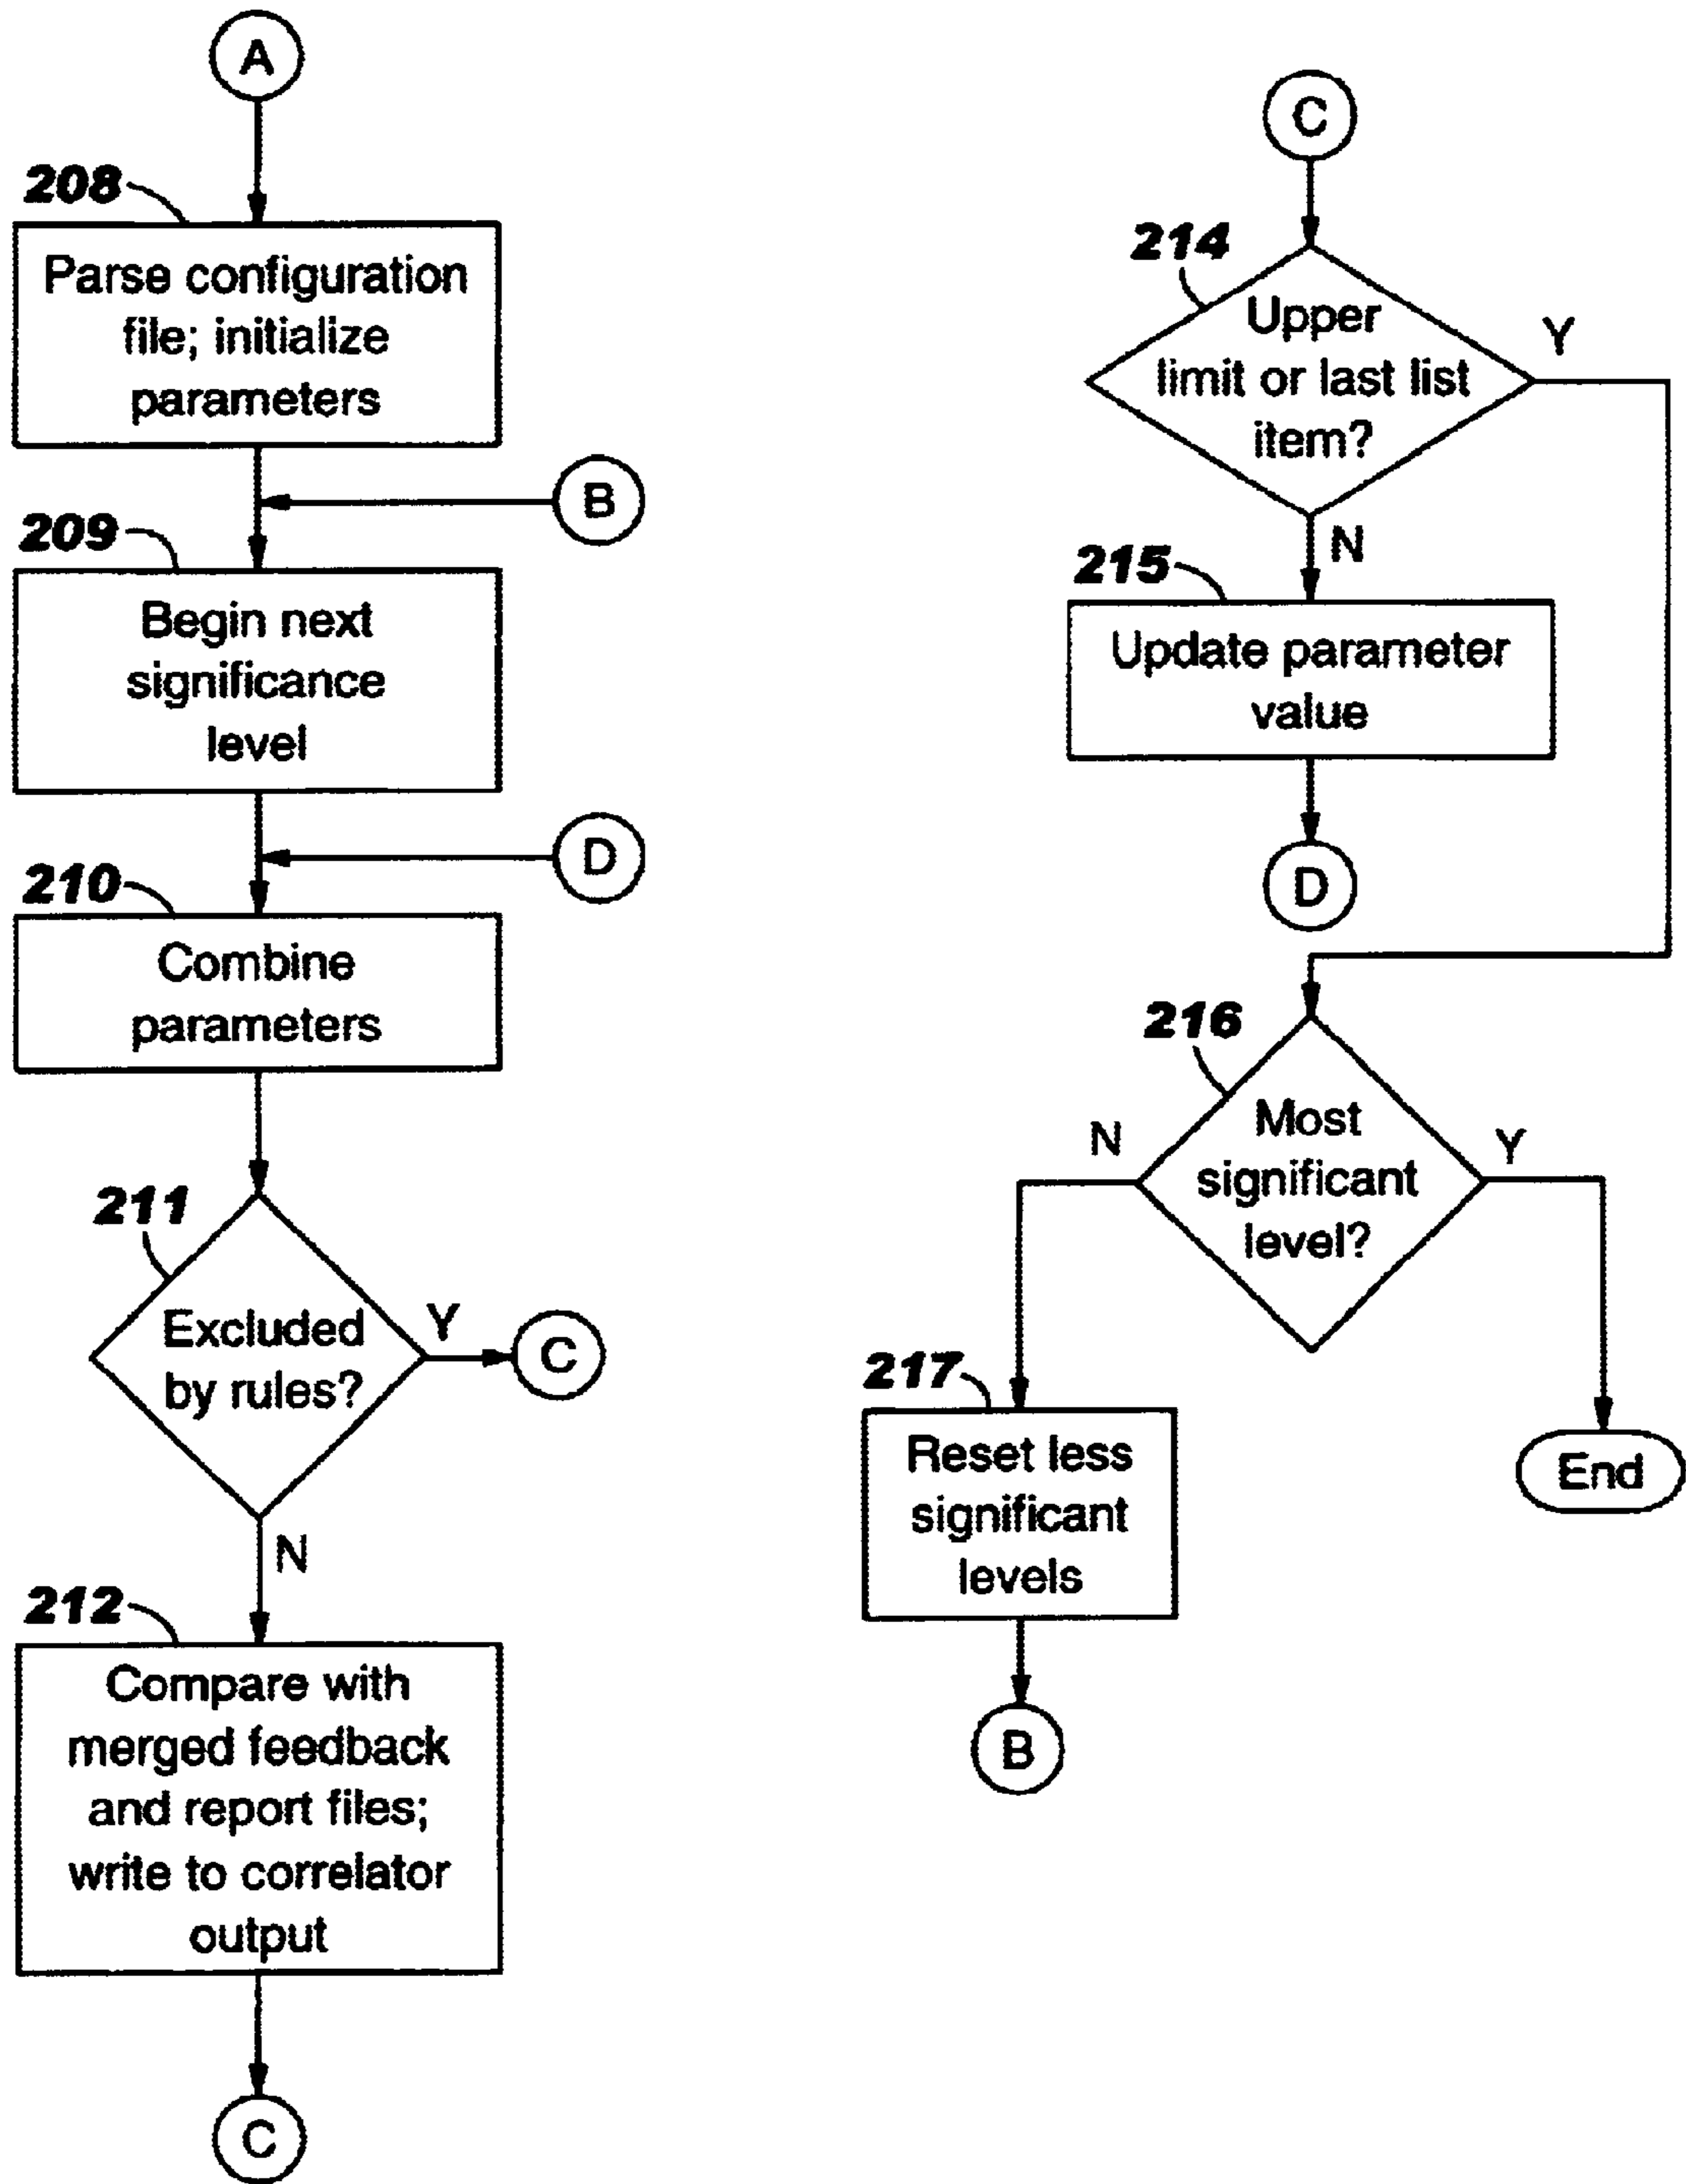 A
208
Parse configuration
file; initialize
parameters
B
209
Begin next
significance
level
D
210
Combine
parameters
211
Excluded
by rules?
Y
C
N
212
Compare with
merged feedback
and report files;
write to correlator
output
C
C
214
Upper
limit or last list
item?
Y
N
215
Update parameter
value
D
216
Most
significant
level?
N
Y
217
Reset less
significant
levels
End
B